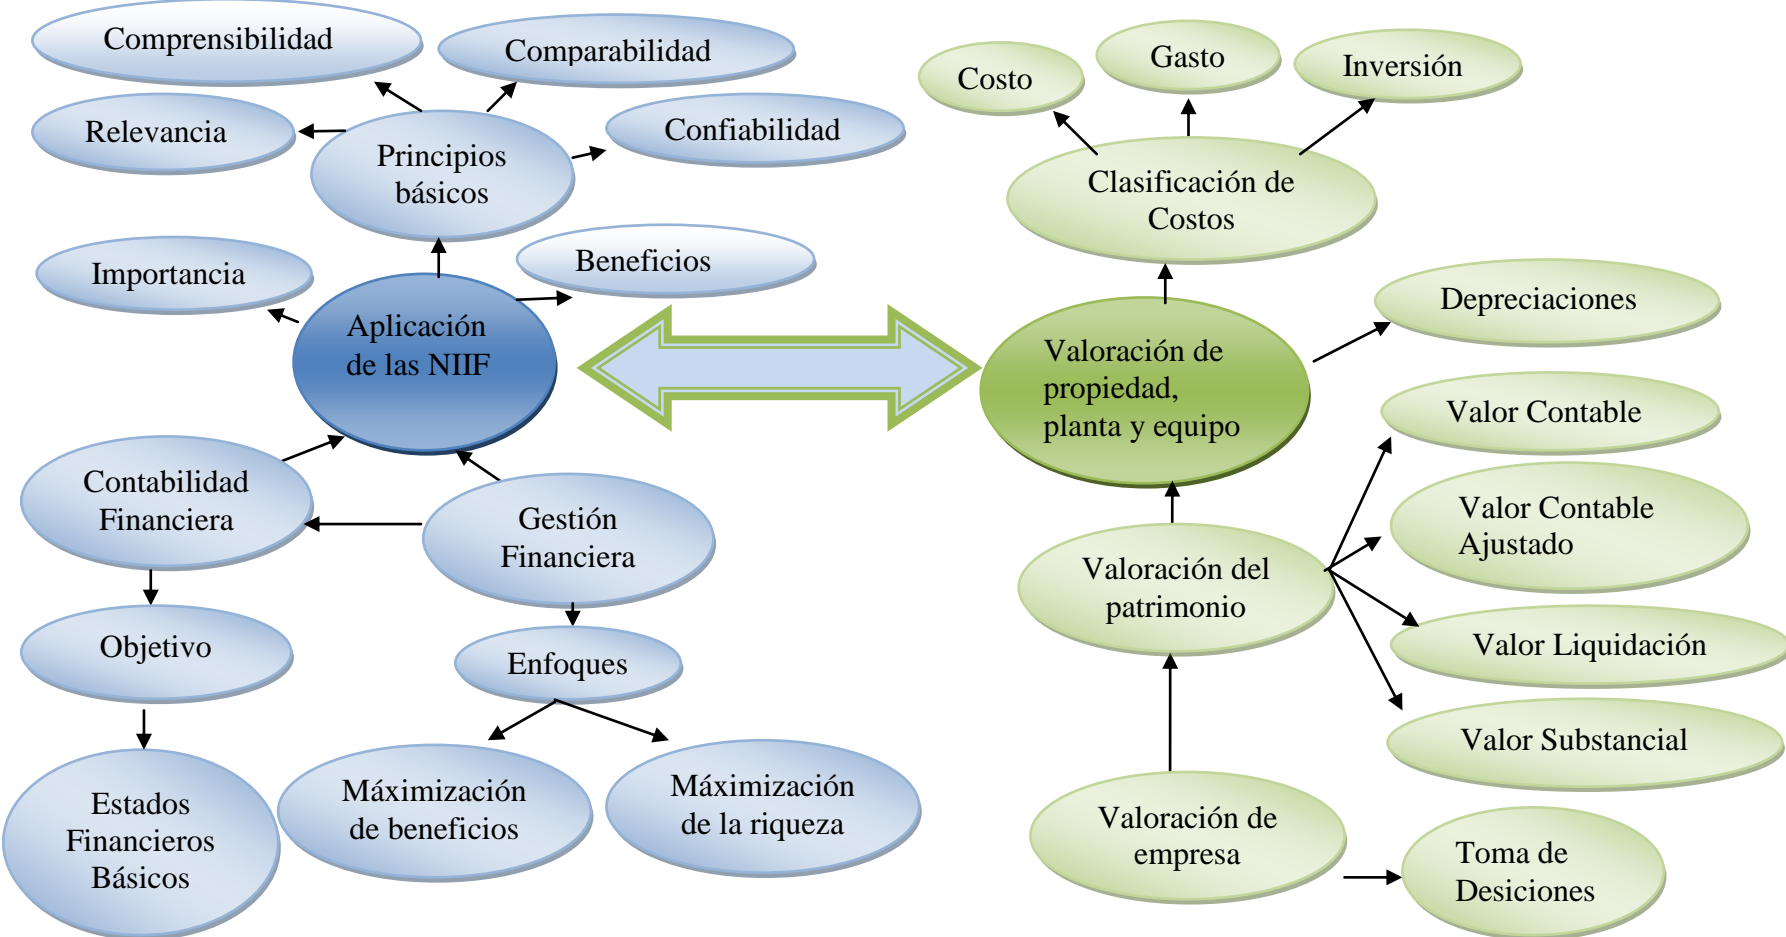 Comprensibilidad
Comparabilidad
Relevancia
Confiabilidad
Principios
básicos
Importancia
Beneficios
Aplicación
de las NIIF
Contabilidad
Financiera
Gestión
Financiera
Objetivo
Enfoques
Estados
Financieros
Básicos
Máximización
de beneficios
Máximización
de la riqueza
Costo
Gasto
Inversión
Clasificación de
Costos
Depreciaciones
Valoración de
propiedad,
planta y equipo
Valor Contable
Valor Contable
Ajustado
Valoración del
patrimonio
Valor Liquidación
Valor Substancial
Valoración de
empresa
Toma de
Desiciones